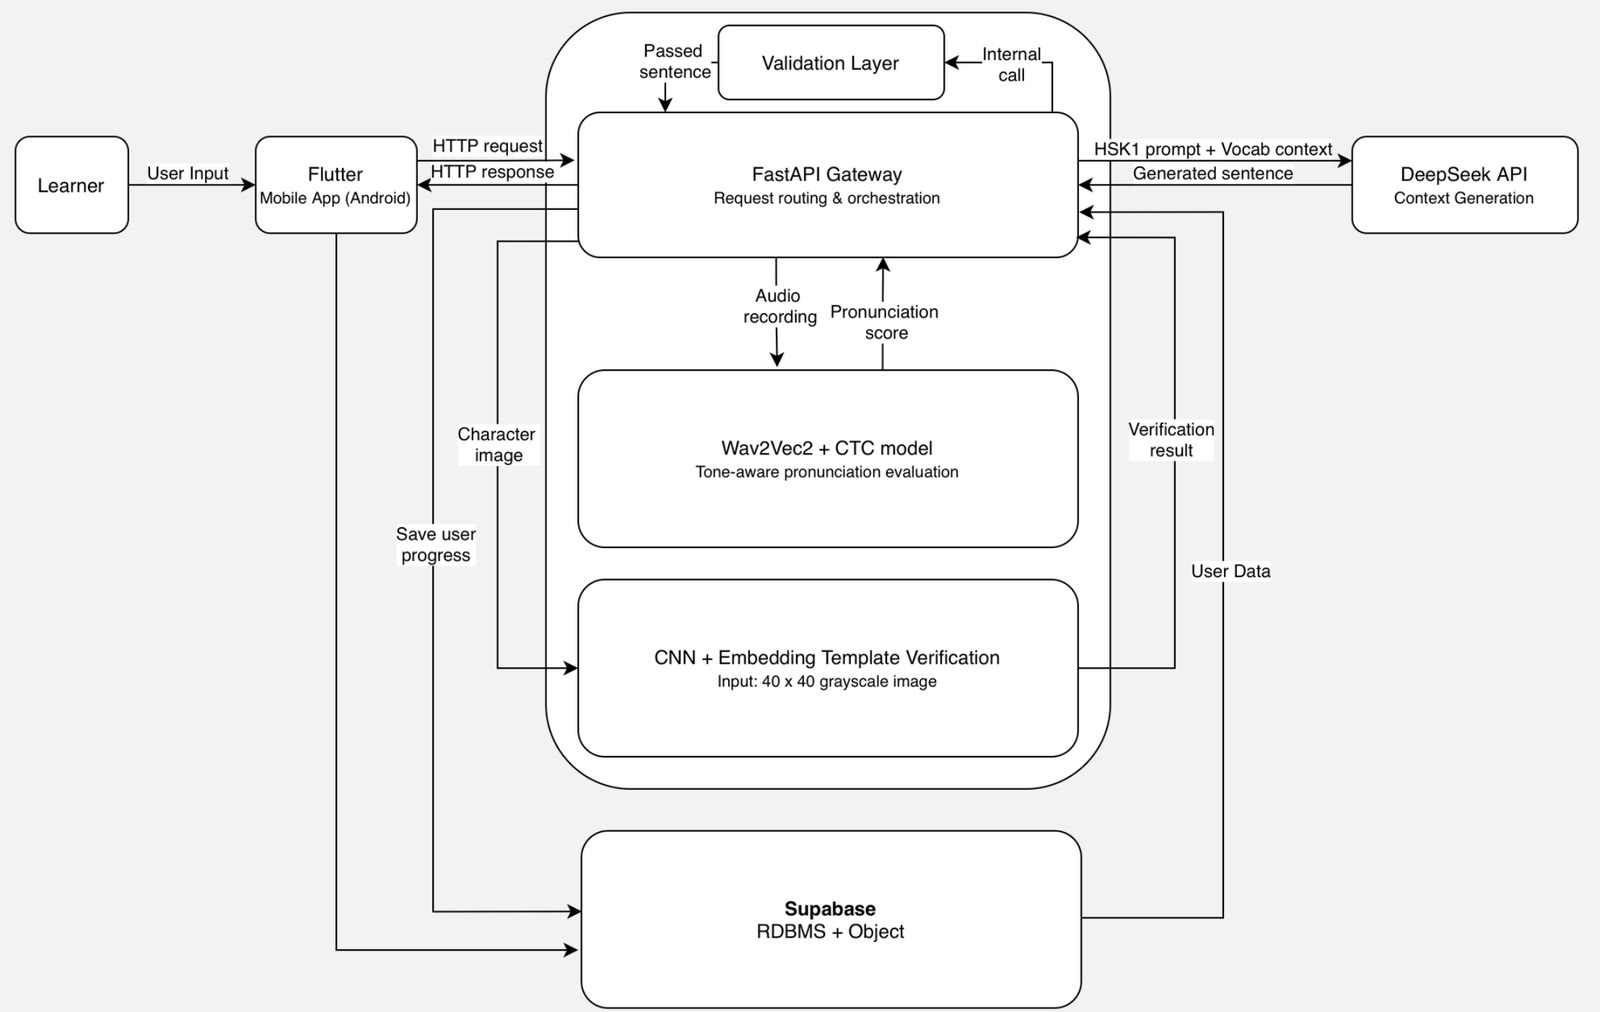 Passed
sentence
Validation Layer
Internal
call
Learner
User Input
Flutter
Mobile App (Android)
HTTP request
HTTP response
FastAPI Gateway
Request routing & orchestration
HSK1 prompt + Vocab context
Generated sentence
DeepSeek API
Context Generation
Audio
recording
Pronunciation
score
Character
image
Wav2Vec2 + CTC model
Tone-aware pronunciation evaluation
Verification
result
Save user
progress
User Data
CNN + Embedding Template Verification
Input: 40 x 40 grayscale image
Supabase
RDBMS + Object